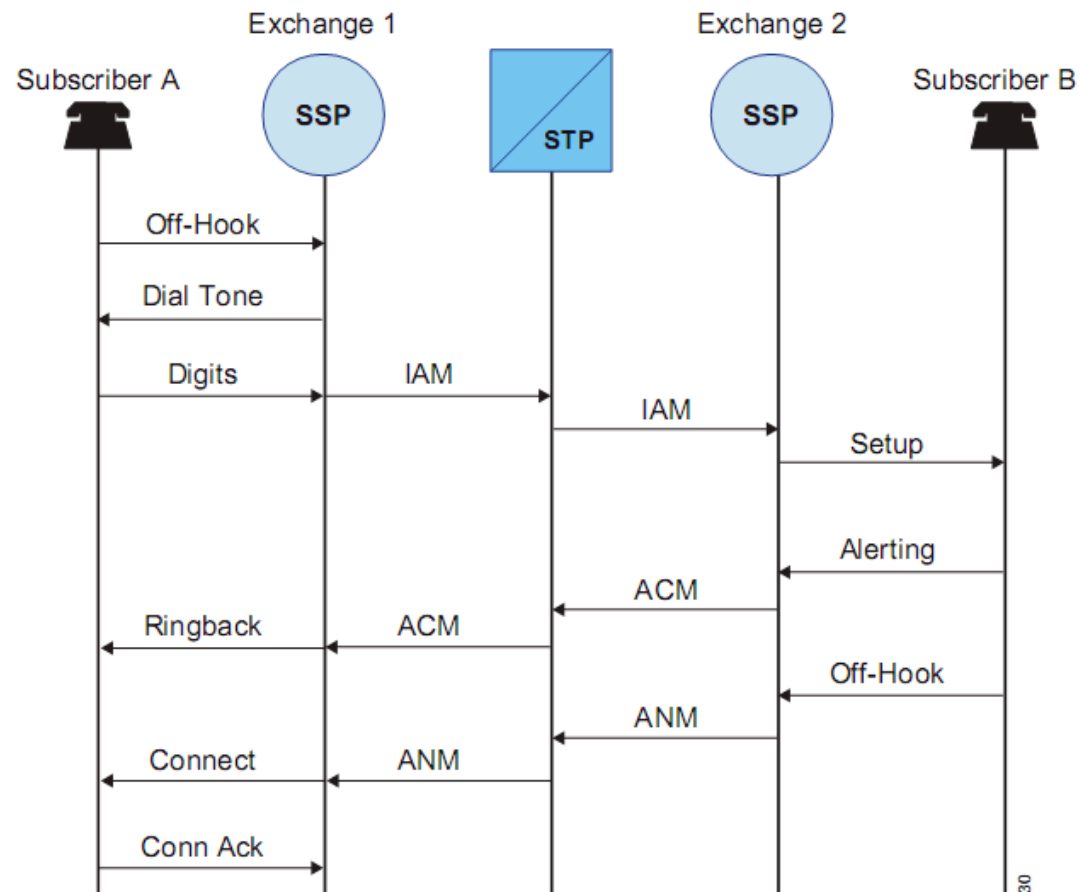 Exchange 1
Exchange 2
Subscriber A
Subscriber B
SSP
STP
SSP
Off-Hook
Dial Tone
Digits
IAM
IAM
Setup
Alerting
ACM
Ringback
ACM
Off-Hook
ANM
Connect
ANM
Conn Ack
30